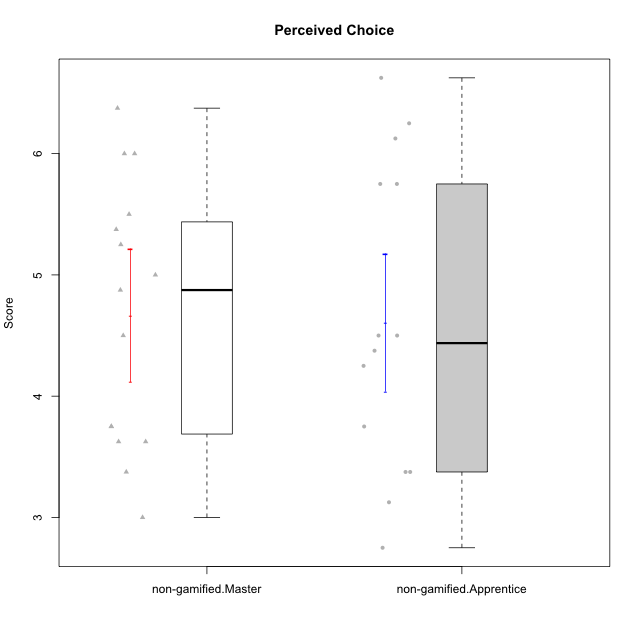 Perceived Choice
Score
6
5
4
3
non-gamified.Master
non-gamified.Apprentice